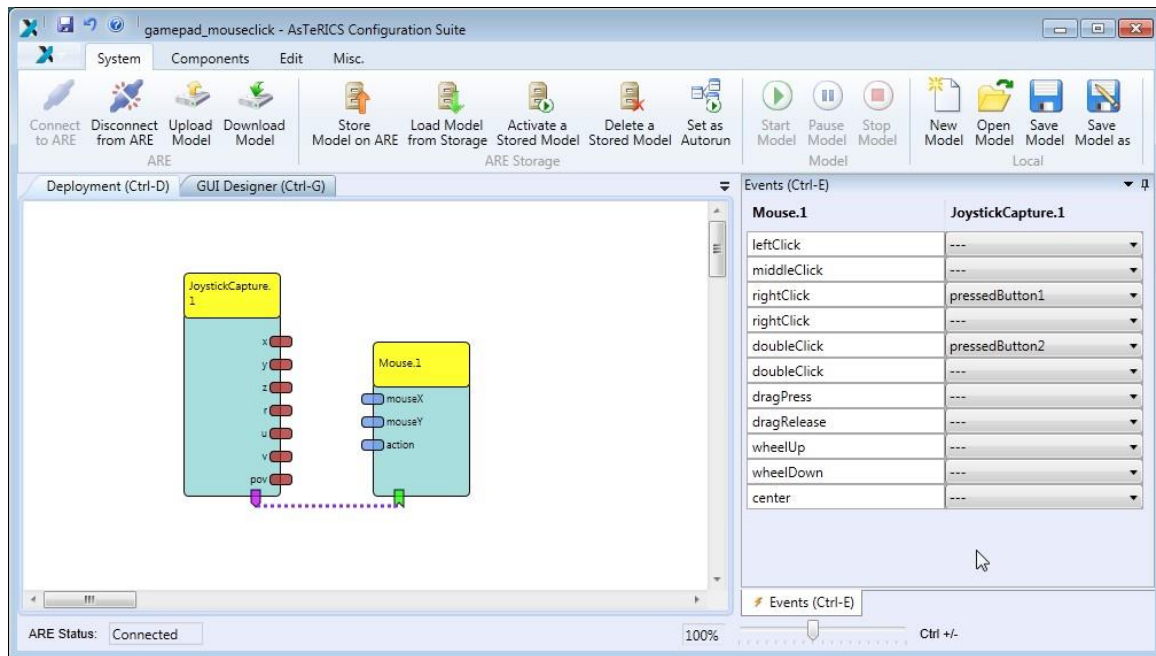 gamepad_mouseclick - AsTeRICS Configuration Suite
System Components Edit Misc.
Connect to ARE
Disconnect from ARE
Upload Model
Download Model
Store Model on ARE
Load Model from Storage
Activate a Stored Model
Delete a Stored Model
Set as Autorun
Start Model
Pause Model
Stop Model
New Model
Open Model
Save Model
Save Model as
ARE
ARE Storage
Model
Local
Deployment (Ctrl-D)
GUI Designer (Ctrl-G)
Events (Ctrl-E)
Mouse.1 JoystickCapture.1
leftClick ---
middleClick ---
rightClick pressedButton1
rightClick ---
doubleClick pressedButton2
doubleClick ---
dragPress ---
dragRelease ---
wheelUp ---
wheelDown ---
center ---
JoystickCapture.
1
x
y
z
r
u
v
pov
Mouse.1
mouseX
mouseY
action
Events (Ctrl-E)
ARE Status: Connected
100%
Ctrl +/-